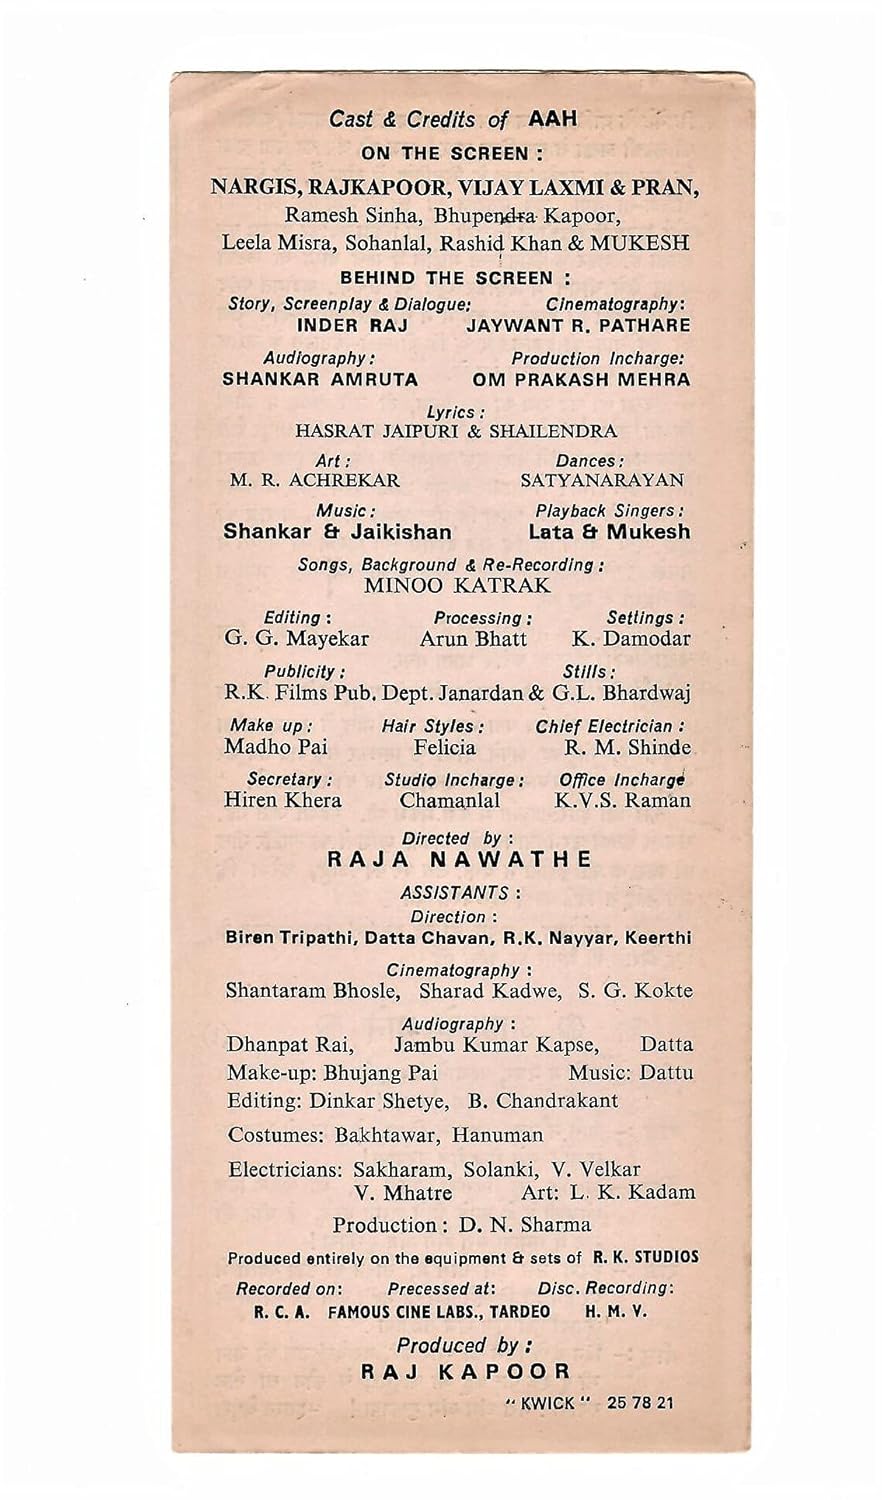 Cast & Credits of AAH
ON THE SCREEN :
NARGIS, RAJKAPOOR, VIJAY LAXMI & PRAN,
Ramesh Sinha, Bhupendra Kapoor,
Leela Misra, Sohanlal, Rashid Khan & MUKESH
BEHIND THE SCREEN :
Story, Screenplay & Dialogue: Cinematography:
INDER RAJ JAYWANT R. PATHARE
Audiography: Production Incharge:
SHANKAR AMRUTA OM PRAKASH MEHRA
Lyrics :
HASRAT JAIPURI & SHAILENDRA
Art : Dances :
M. R. ACHREKAR SATYANARAYAN
Music : Playback Singers :
Shankar & Jaikishan Lata & Mukesh
Songs, Background & Re-Recording :
MINOO KATRAK
Editing : Processing : Settings :
G. G. Mayekar Arun Bhatt K. Damodar
Publicity : Stills :
R.K. Films Pub. Dept. Janardan & G.L. Bhardwaj
Make up : Hair Styles : Chief Electrician :
Madho Pai Felicia R. M. Shinde
Secretary : Studio Incharge : Office Incharge
Hiren Khera Chamanlal K.V.S. Raman
Directed by :
RAJA NAWATHE
ASSISTANTS :
Direction :
Biren Tripathi, Datta Chavan, R.K. Nayyar, Keerthi
Cinematography :
Shantaram Bhosle, Sharad Kadwe, S. G. Kokte
Audiography :
Dhanpat Rai, Jambu Kumar Kapse, Datta
Make-up: Bhujang Pai Music: Dattu
Editing: Dinkar Shetye, B. Chandrakant
Costumes: Bakhtawar, Hanuman
Electricians: Sakharam, Solanki, V. Velkar
V. Mhatre Art: L. K. Kadam
Production : D. N. Sharma
Produced entirely on the equipment & sets of R. K. STUDIOS
Recorded on: Precessed at: Disc. Recording:
R. C. A. FAMOUS CINE LABS., TARDEO H. M. V.
Produced by :
RAJ KAPOOR
"KWICK" 25 78 21